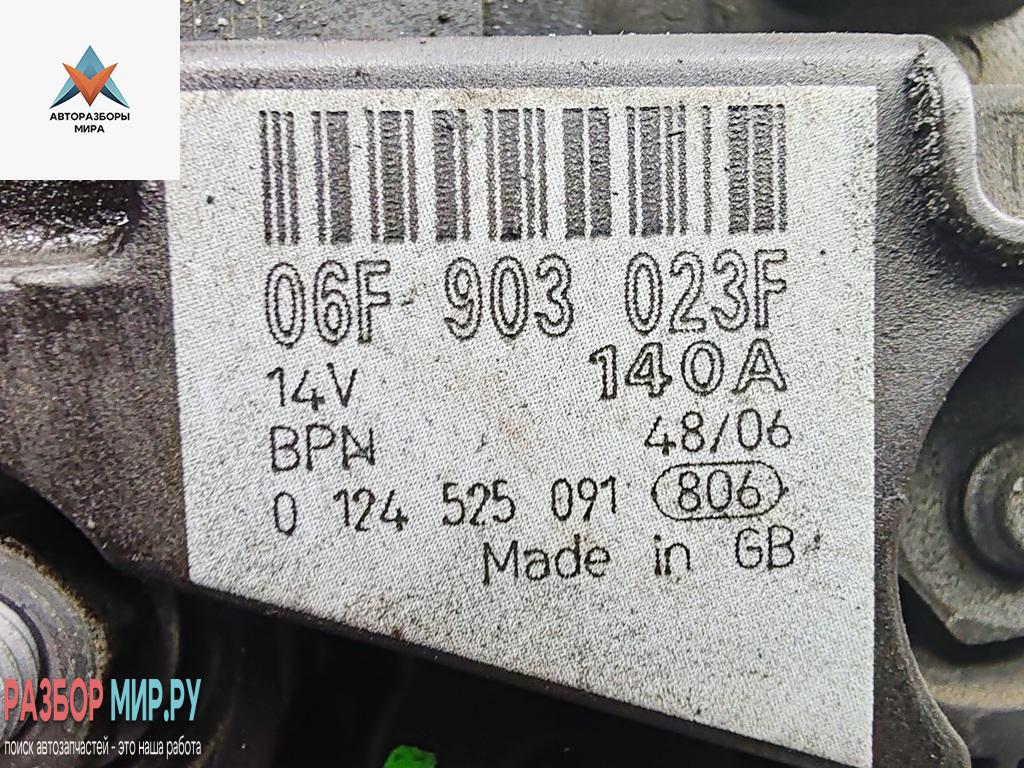 АВТОРАЗБОРЫ
МИРА
06F 903 023F
14V 140A
BPN 48/06
0 124 525 091 806
Made in GB
РАЗБОР МИР.РУ
поиск автозапчастей - это наша работа